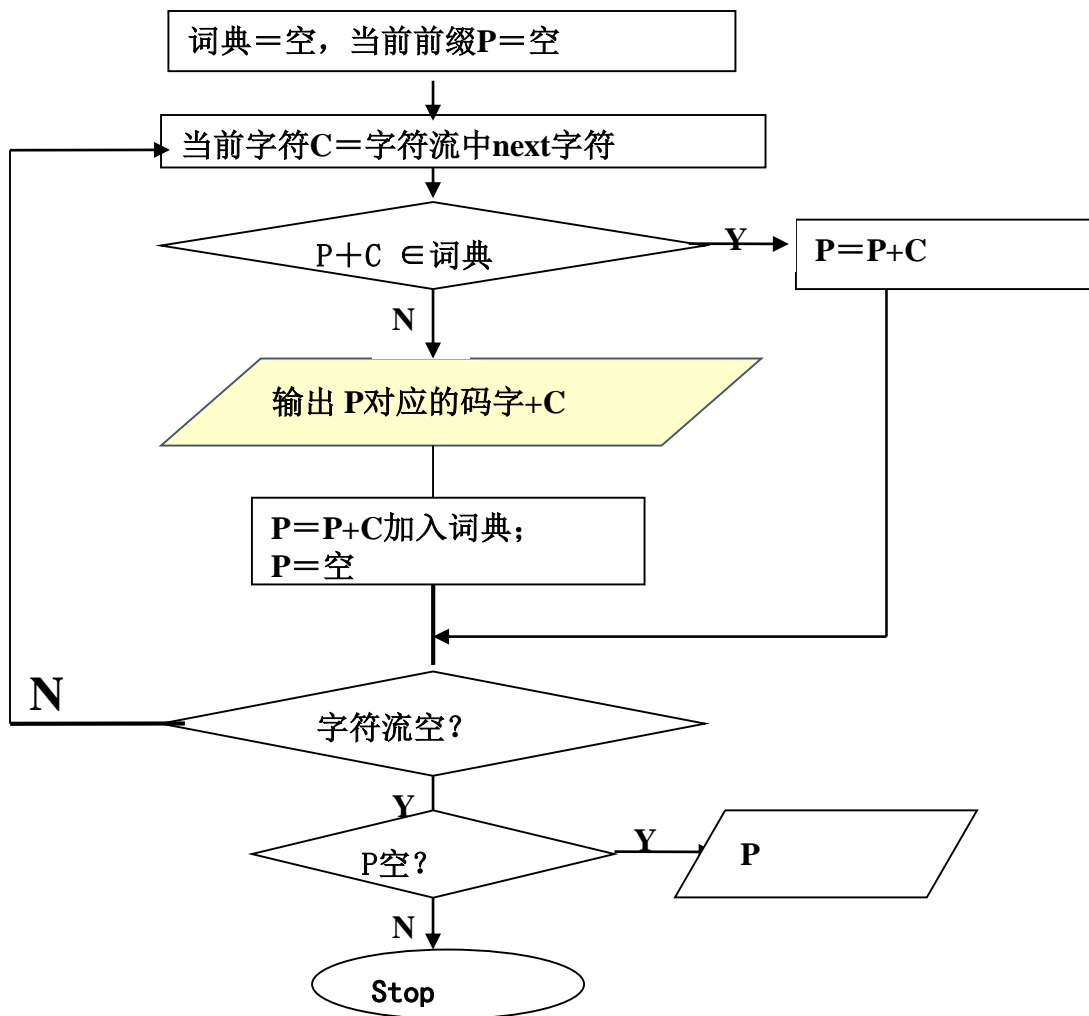 词典＝空，当前前缀P＝空
当前字符C＝字符流中next字符
P＋C ∈词典
Y
P＝P+C
N
输出 P对应的码字+C
P＝P+C加入词典；
P＝空
N
字符流空？
Y
P空？
Y
P
N
Stop